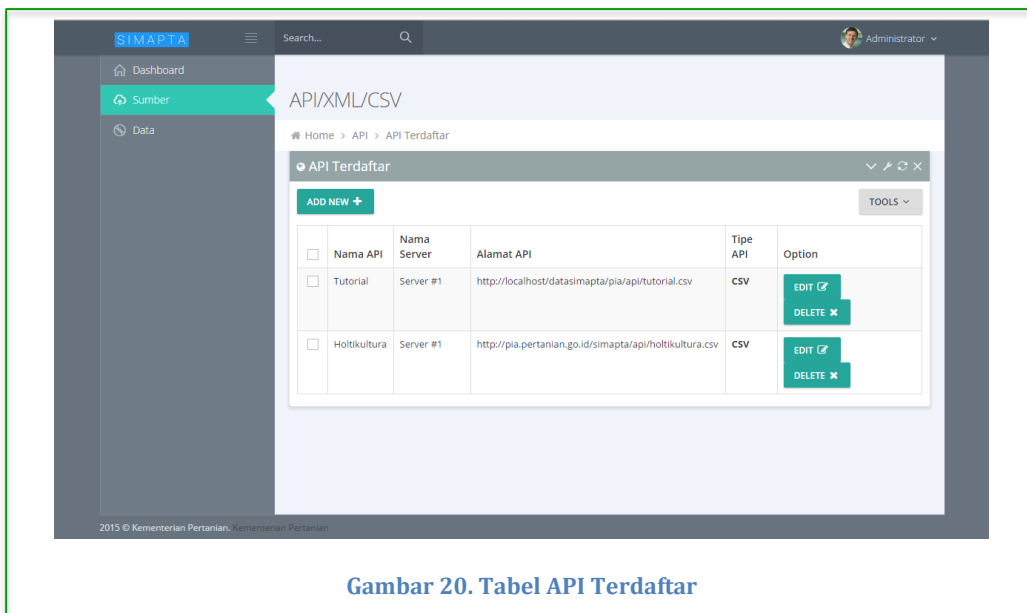 SIMAPTA
Search...
Administrator
Dashboard
Sumber
Data
API/XML/CSV
Home > API > API Terdaftar
API Terdaftar
ADD NEW
TOOLS
Nama API Nama Server Alamat API Tipe API Option
Tutorial Server #1 http://localhost/datasimapta/pia/api/tutorial.csv CSV EDIT
DELETE
Holtikultura Server #1 http://pia.pertanian.go.id/simapta/api/holtikultura.csv CSV EDIT
DELETE
2015 © Kementerian Pertanian. Kementerian Pertanian
Gambar 20. Tabel API Terdaftar